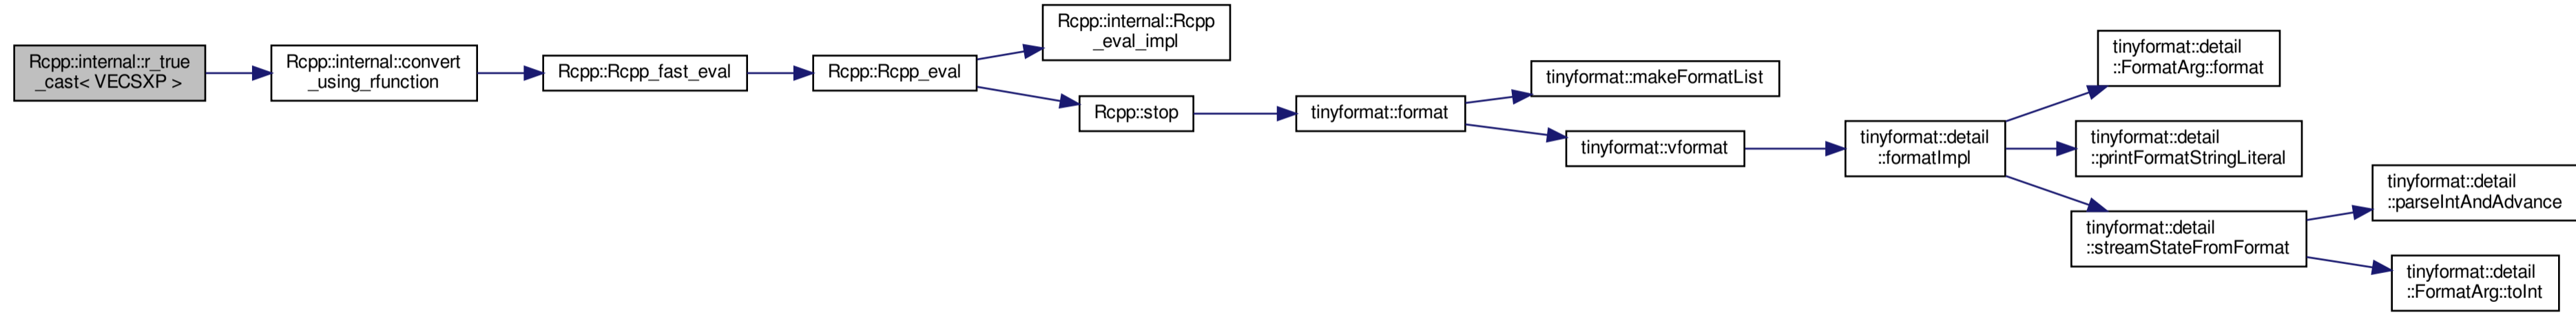 Rcpp::internal::r_true
_cast< VECSXP >
Rcpp::internal::convert
_using_rfunction
Rcpp::Rcpp_fast_eval
Rcpp::Rcpp_eval
Rcpp::internal::Rcpp
_eval_impl
Rcpp::stop
tinyformat::format
tinyformat::makeFormatList
tinyformat::vformat
tinyformat::detail
::formatImpl
tinyformat::detail
::FormatArg::format
tinyformat::detail
::printFormatStringLiteral
tinyformat::detail
::streamStateFromFormat
tinyformat::detail
::parseIntAndAdvance
tinyformat::detail
::FormatArg::toInt